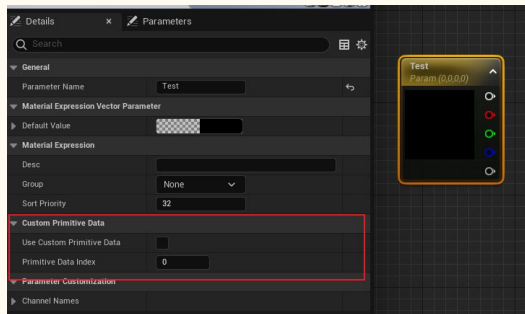 Details
Parameters
Search
General
Parameter Name Test
Material Expression Vector Parameter
Default Value
Material Expression
Desc
Group None
Sort Priority 32
Custom Primitive Data
Use Custom Primitive Data
Primitive Data Index 0
Parameter Customization
Channel Names
Test
Param (0,0,0,0)